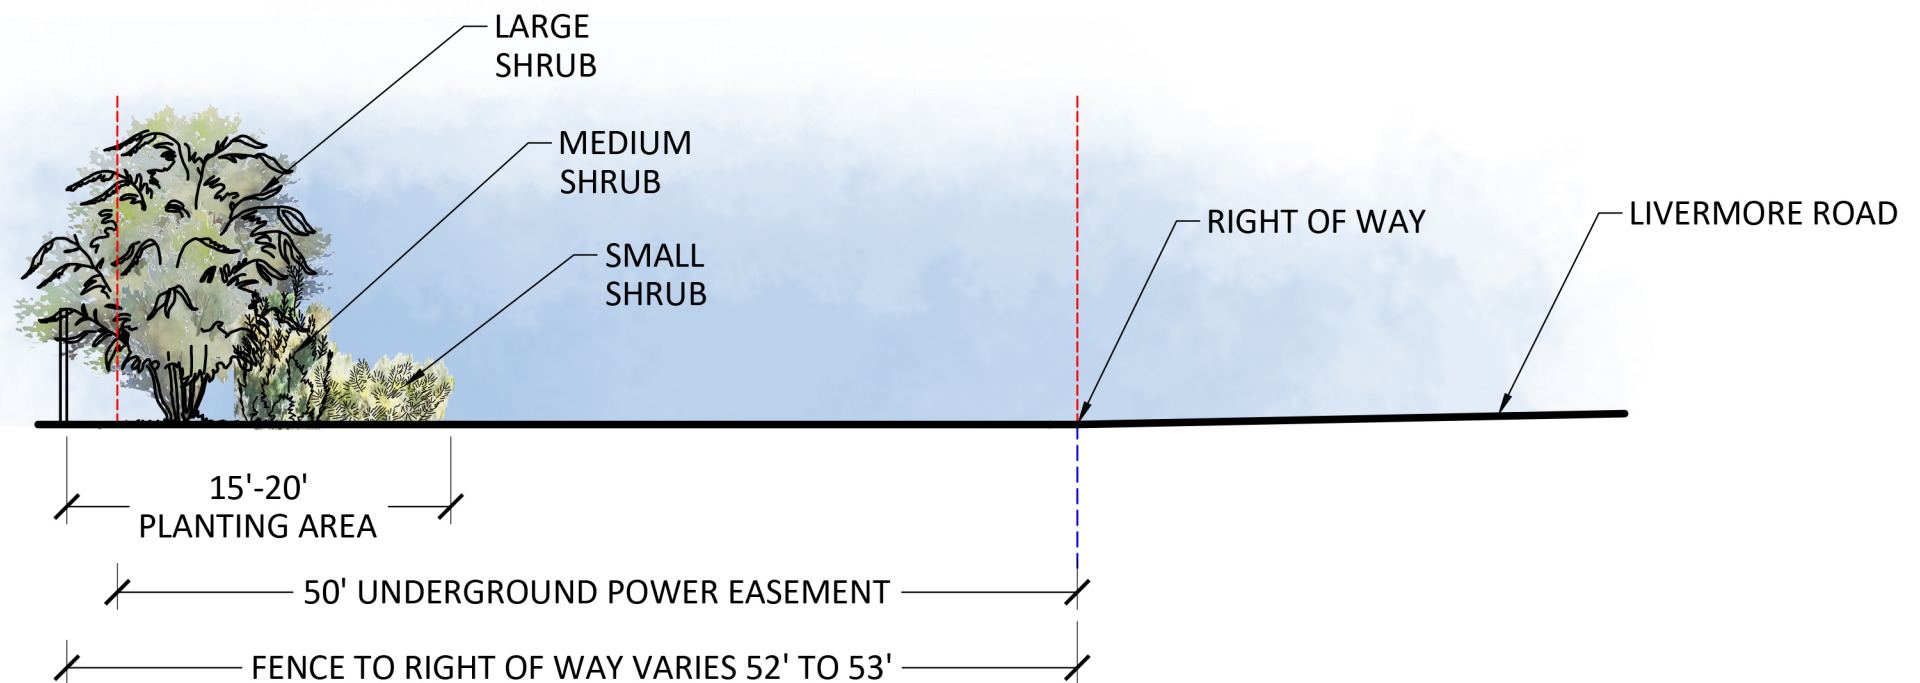 LARGE
SHRUB
MEDIUM
SHRUB
SMALL
SHRUB
RIGHT OF WAY
LIVERMORE ROAD
15'-20'
PLANTING AREA
50' UNDERGROUND POWER EASEMENT
FENCE TO RIGHT OF WAY VARIES 52' TO 53'